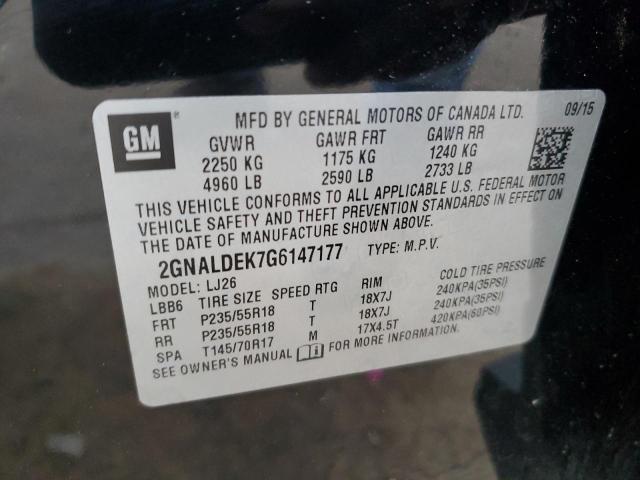 GM ®
MFD BY GENERAL MOTORS OF CANADA LTD. 09/15
GVWR GAWR FRT GAWR RR
2250 KG 1175 KG 1240 KG
4960 LB 2590 LB 2733 LB
THIS VEHICLE CONFORMS TO ALL APPLICABLE U.S. FEDERAL MOTOR
VEHICLE SAFETY AND THEFT PREVENTION STANDARDS IN EFFECT ON
THE DATE OF MANUFACTURE SHOWN ABOVE.
2GNALDEK7G6147177 TYPE: M.P.V.
MODEL: LJ26
LBB6 TIRE SIZE SPEED RTG RIM COLD TIRE PRESSURE
FRT P235/55R18 T 18X7J 240KPA(35PSI)
RR P235/55R18 T 18X7J 240KPA(35PSI)
SPA T145/70R17 M 17X4.5T 420KPA(60PSI)
SEE OWNER'S MANUAL FOR MORE INFORMATION.